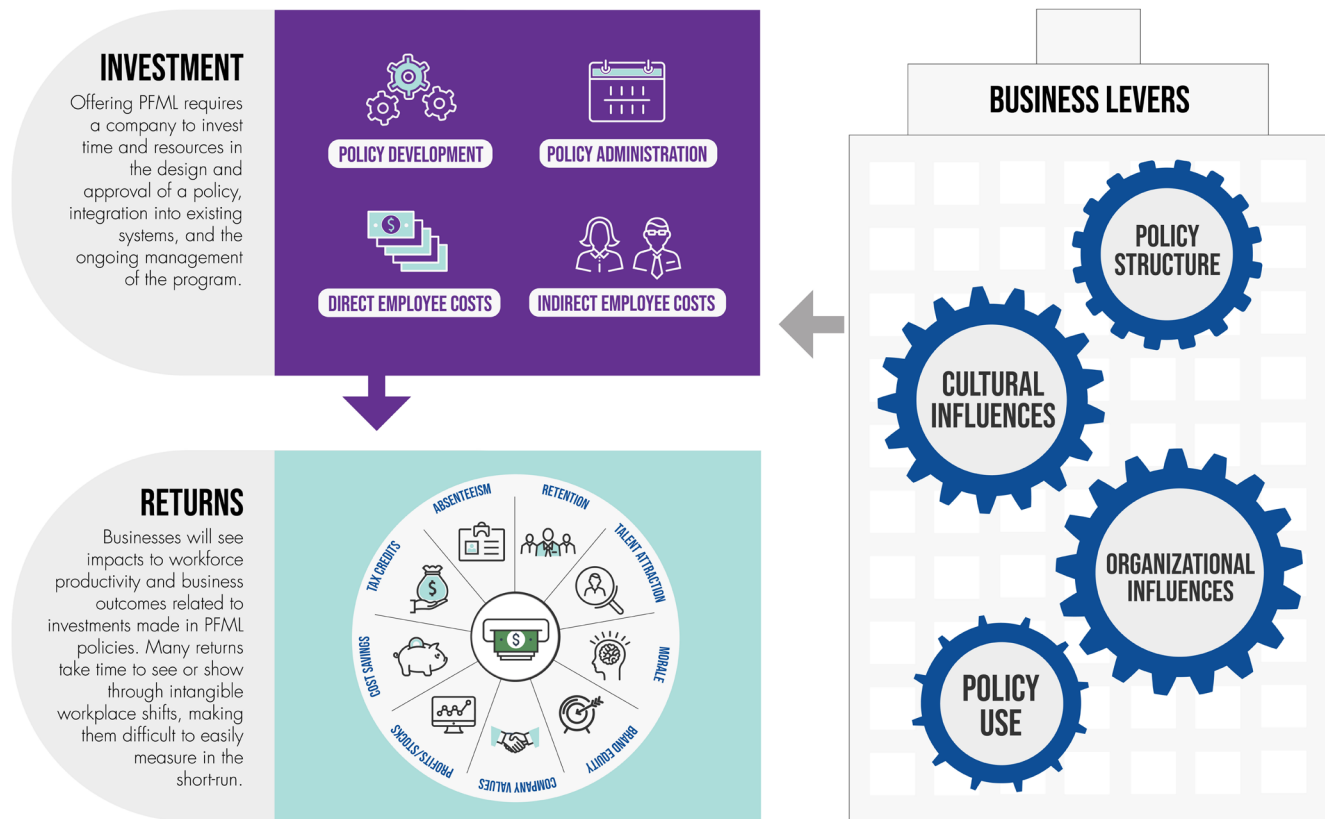 INVESTMENT
Offering PFML requires
a company to invest
time and resources in
the design and
approval of a policy,
integration into existing
systems, and the
ongoing management
of the program.
POLICY DEVELOPMENT
POLICY ADMINISTRATION
$
DIRECT EMPLOYEE COSTS
INDIRECT EMPLOYEE COSTS
RETURNS
Businesses will see
impacts to workforce
productivity and business
outcomes related to
investments made in PFML
policies. Many returns
take time to see or show
through intangible
workplace shifts, making
them difficult to easily
measure in the
short-run.
ABSENTEEISM
RETENTION
TALENT ATTRACTION
MORALE
BRAND EQUITY
COMPANY VALUES
PROFITS/STOCKS
COST SAVINGS
TAX CREDITS
$
$
BUSINESS LEVERS
POLICY
STRUCTURE
CULTURAL
INFLUENCES
ORGANIZATIONAL
INFLUENCES
POLICY
USE